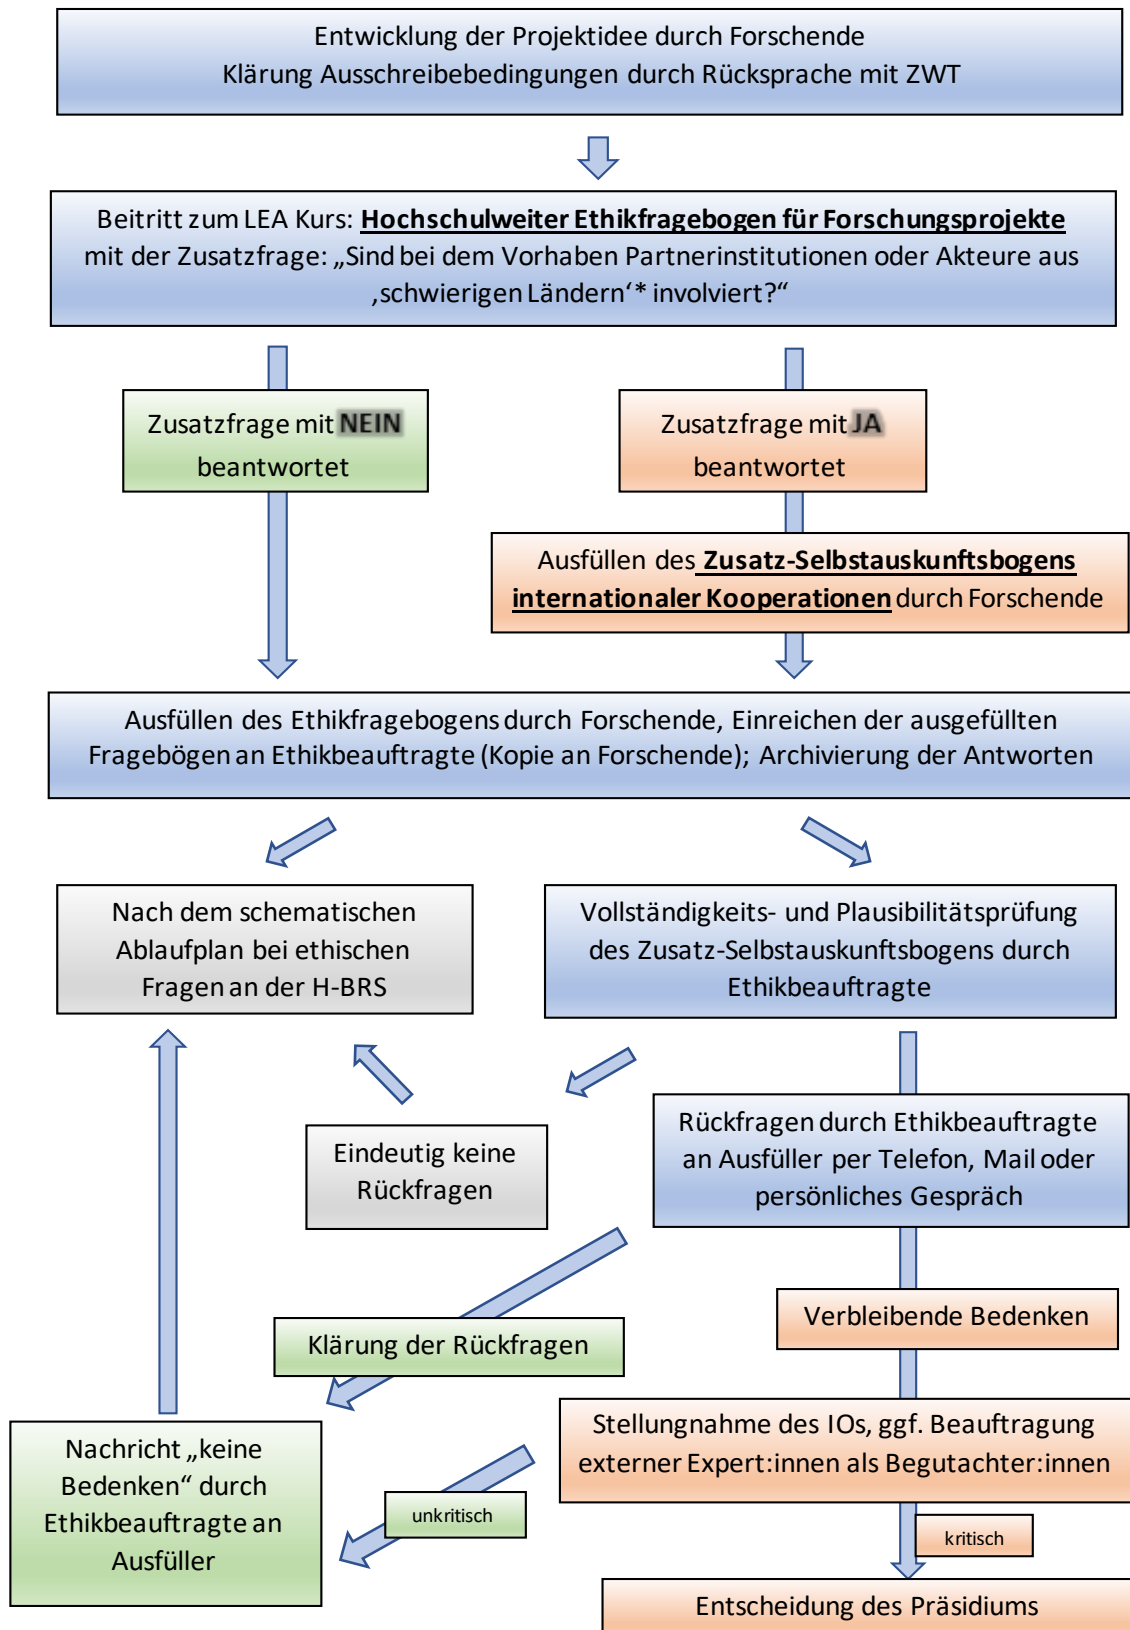 Entwicklung der Projektidee durch Forschende
Klärung Ausschreibebedingungen durch Rücksprache mit ZWT
Beitritt zum LEA Kurs: Hochschulweiter Ethikfragebogen für Forschungsprojekte
mit der Zusatzfrage: „Sind bei dem Vorhaben Partnerinstitutionen oder Akteure aus
‚schwierigen Ländern‘* involviert?“
Zusatzfrage mit NEIN
beantwortet
Zusatzfrage mit JA
beantwortet
Ausfüllen des Zusatz-Selbstauskunftsbogens
internationaler Kooperationen durch Forschende
Ausfüllen des Ethikfragebogens durch Forschende, Einreichen der ausgefüllten
Fragebögen an Ethikbeauftragte (Kopie an Forschende); Archivierung der Antworten
Nach dem schematischen
Ablaufplan bei ethischen
Fragen an der H-BRS
Vollständigkeits- und Plausibilitätsprüfung
des Zusatz-Selbstauskunftsbogens durch
Ethikbeauftragte
Eindeutig keine
Rückfragen
Rückfragen durch Ethikbeauftragte
an Ausfüller per Telefon, Mail oder
persönliches Gespräch
Verbleibende Bedenken
Klärung der Rückfragen
Stellungnahme des IOs, ggf. Beauftragung
externer Expert:innen als Begutachter:innen
Nachricht „keine
Bedenken“ durch
Ethikbeauftragte an
Ausfüller
unkritisch
kritisch
Entscheidung des Präsidiums